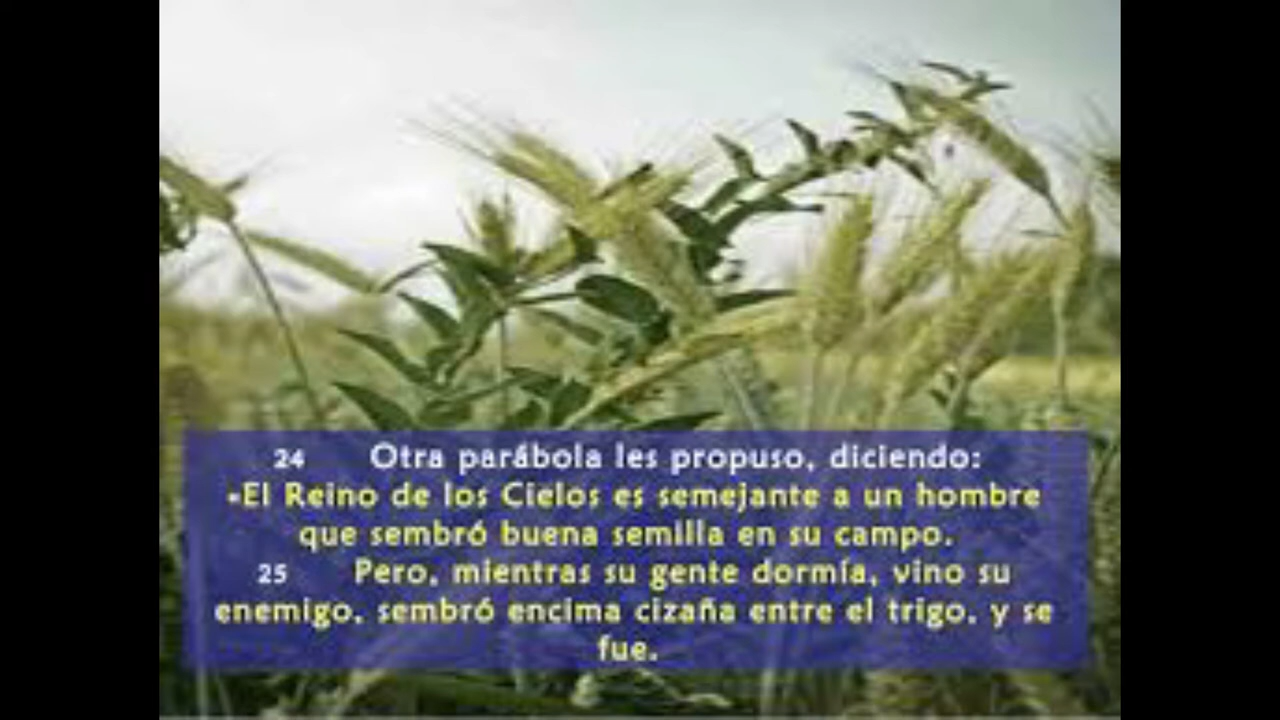 24 Otra parábola les propuso, diciendo:
«El Reino de los Cielos es semejante a un hombre
que sembró buena semilla en su campo.
25 Pero, mientras su gente dormía, vino su
enemigo, sembró encima cizaña entre el trigo, y se
fue.